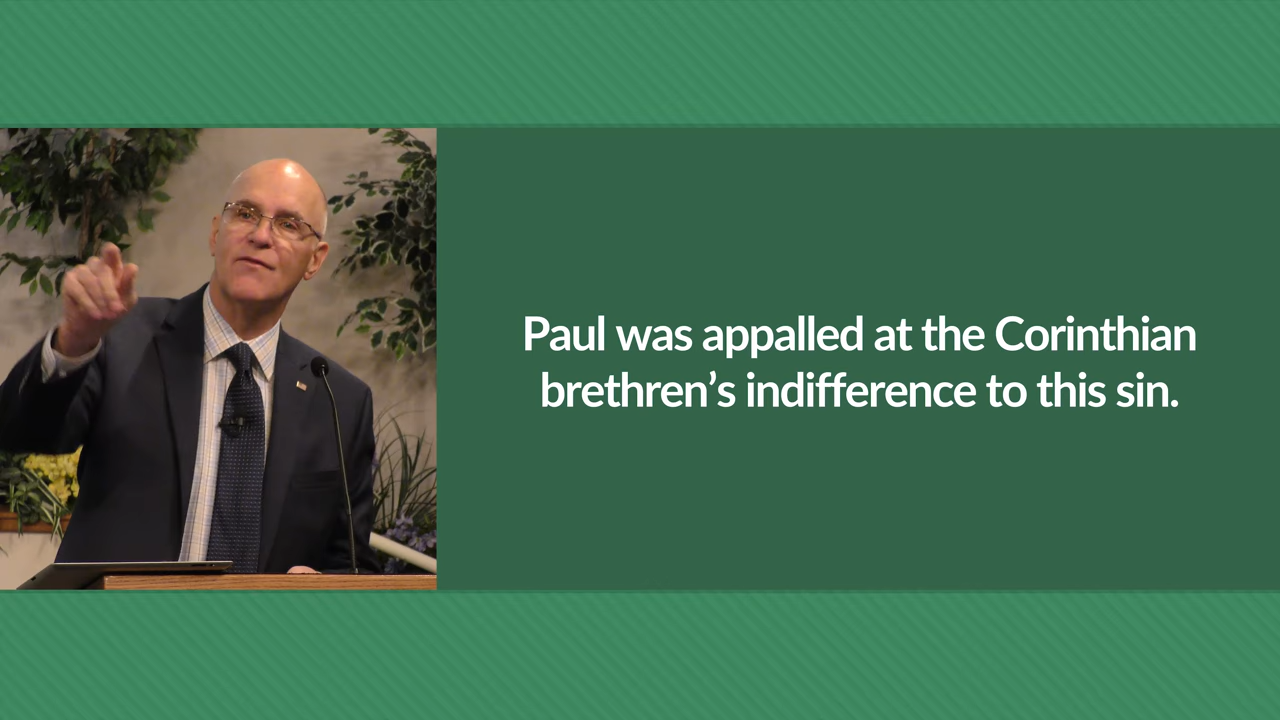 Paul was appalled at the Corinthian
brethren’s indifference to this sin.